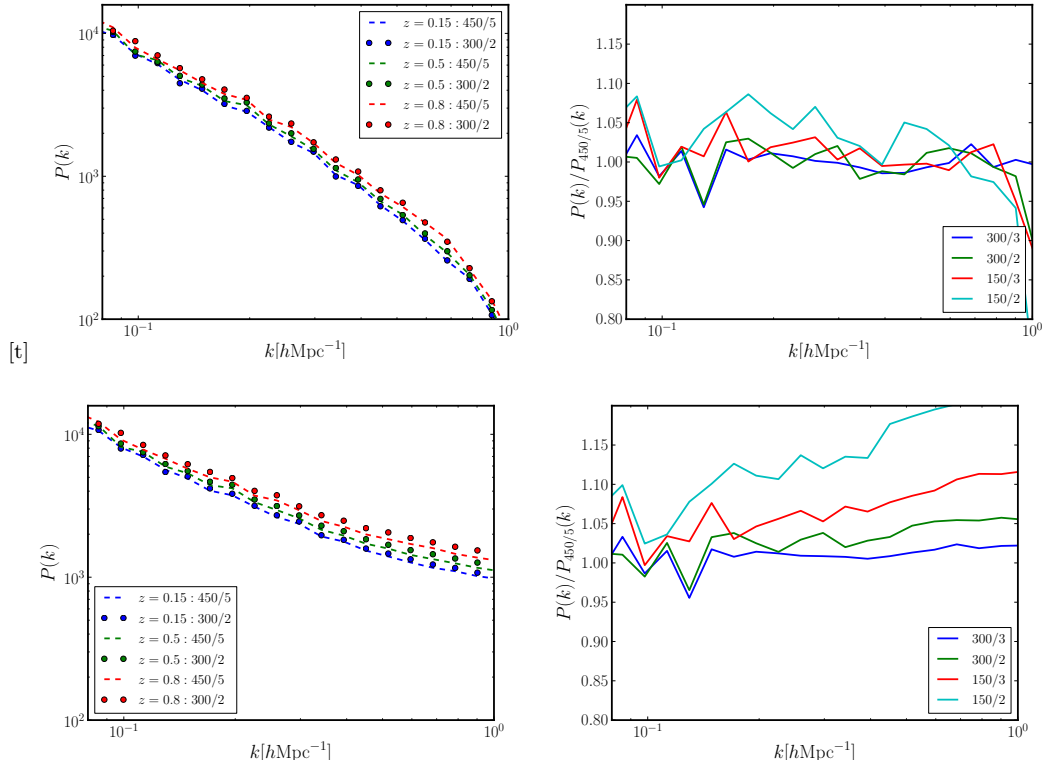 10^4
10^3
10^2
P(k)
10^{-1}
10^0
k[hMpc^{-1}]
z = 0.15 : 450/5
z = 0.15 : 300/2
z = 0.5 : 450/5
z = 0.5 : 300/2
z = 0.8 : 450/5
z = 0.8 : 300/2
1.15
1.10
1.05
1.00
0.95
0.90
0.85
0.80
P(k)/P_{450/5}(k)
10^{-1}
10^0
k[hMpc^{-1}]
300/3
300/2
150/3
150/2
[t]
10^4
10^3
10^2
P(k)
10^{-1}
10^0
k[hMpc^{-1}]
z = 0.15 : 450/5
z = 0.15 : 300/2
z = 0.5 : 450/5
z = 0.5 : 300/2
z = 0.8 : 450/5
z = 0.8 : 300/2
1.15
1.10
1.05
1.00
0.95
0.90
0.85
0.80
P(k)/P_{450/5}(k)
10^{-1}
10^0
k[hMpc^{-1}]
300/3
300/2
150/3
150/2